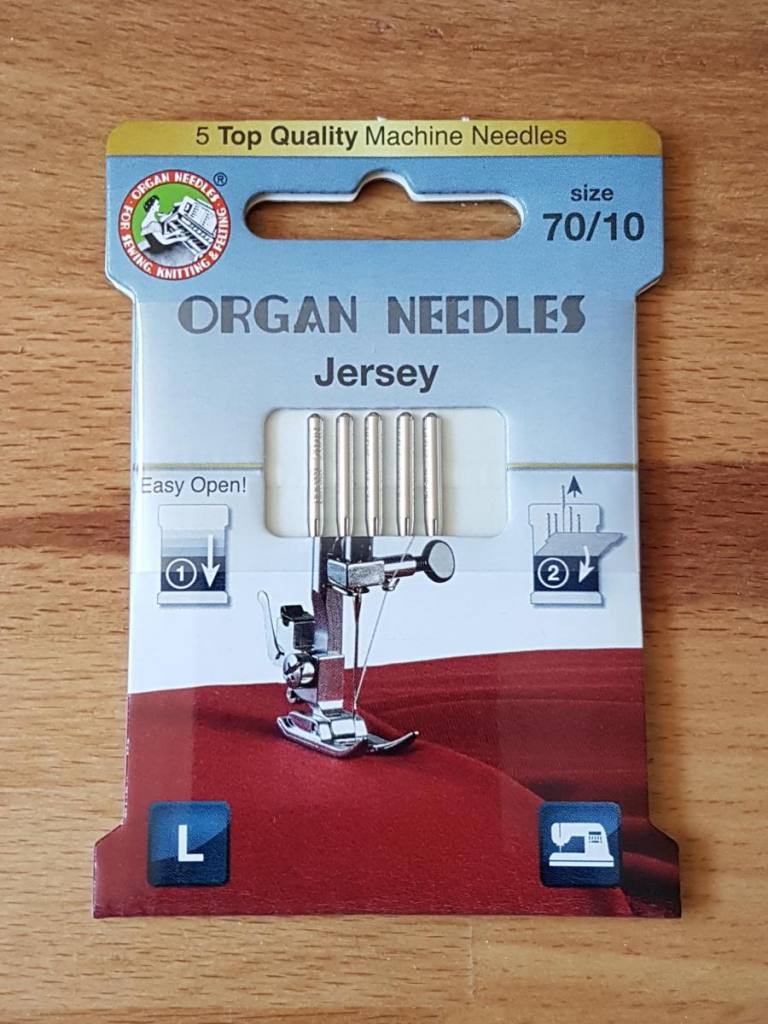 5 Top Quality Machine Needles
ORGAN NEEDLES
FOR SEWING, KNITTING & FELTING
®
size
70/10
ORGAN NEEDLES
Jersey
Easy Open!
1
2
L